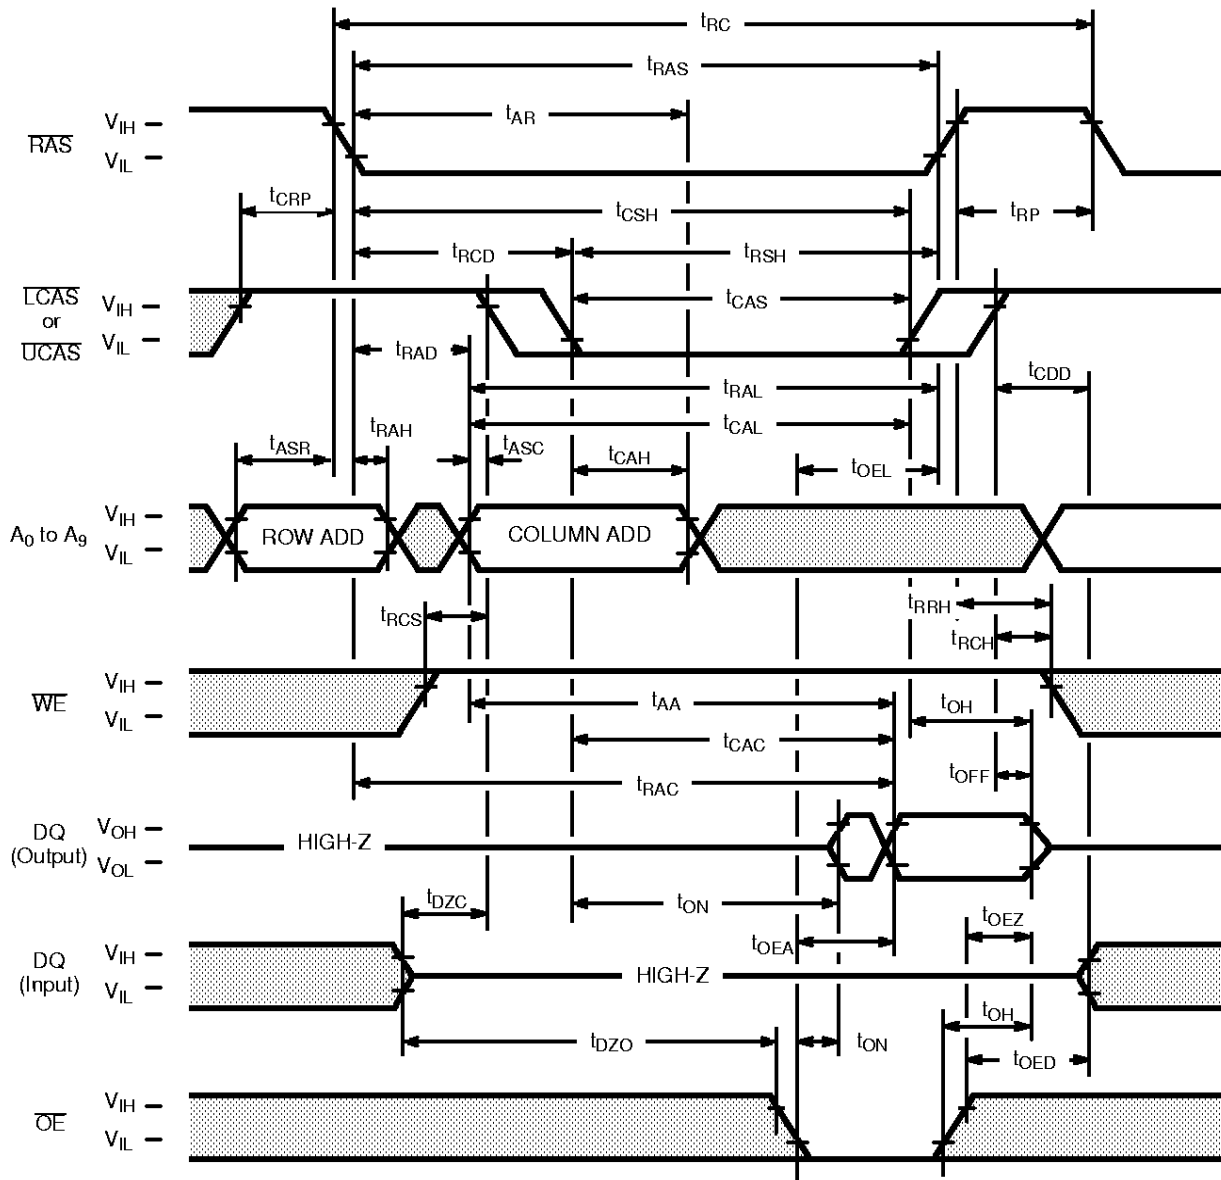 tRC
tRAS
tAR
RAS
VIH
VIL
tCRP
tCSH
tRP
tRCD
tRSH
LCAS
or
UCAS
VIH
VIL
tCAS
tRAD
tRAL
tCDD
tCAL
tASR
tRAH
tASC
tCAH
tOEL
A0 to A9
VIH
VIL
ROW ADD
COLUMN ADD
tRCS
tRRH
tRCH
WE
VIH
VIL
tAA
tOH
tCAC
tOFF
tRAC
DQ
(Output)
VOH
VOL
HIGH-Z
tDZC
tON
tOEA
tOEZ
DQ
(Input)
VIH
VIL
HIGH-Z
tOH
tDZO
tON
tOED
OE
VIH
VIL